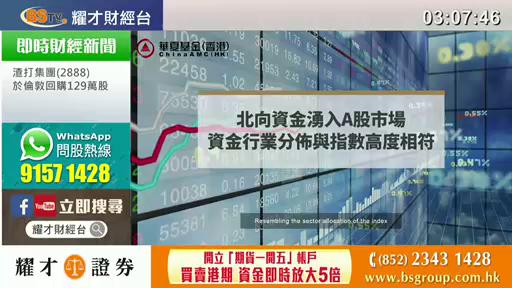 BSTV 耀才財經台
03:07:46
即時財經新聞
渣打集團(2888)
於倫敦回購129萬股
WhatsApp
問股熱線
9157 1428
YouTube 立即搜尋
耀才財經台
耀才 證券
華夏基金(香港)
ChinaAMC(HK)
北向資金湧入A股市場
資金行業分佈與指數高度相符
Resembling the sector allocation of the index
開立「期貨一開五」帳戶
買賣港期 資金即時放大5倍
(852) 2343 1428
www.bsgroup.com.hk